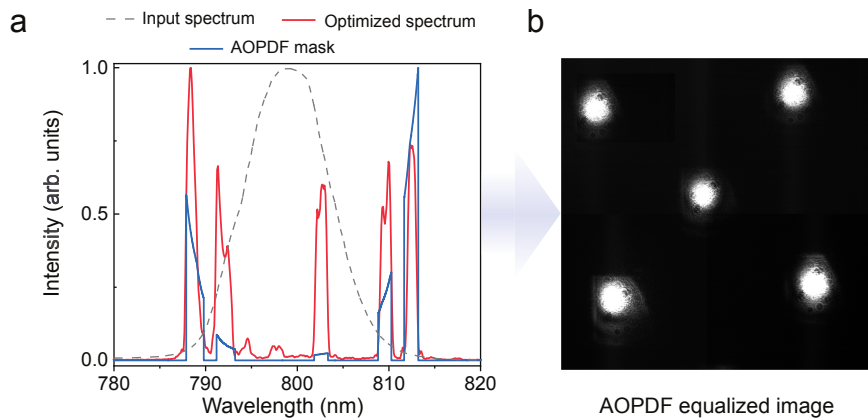 a
Input spectrum
Optimized spectrum
AOPDF mask
1.0
0.5
0.0
Intensity (arb. units)
780
790
800
810
820
Wavelength (nm)
b
AOPDF equalized image